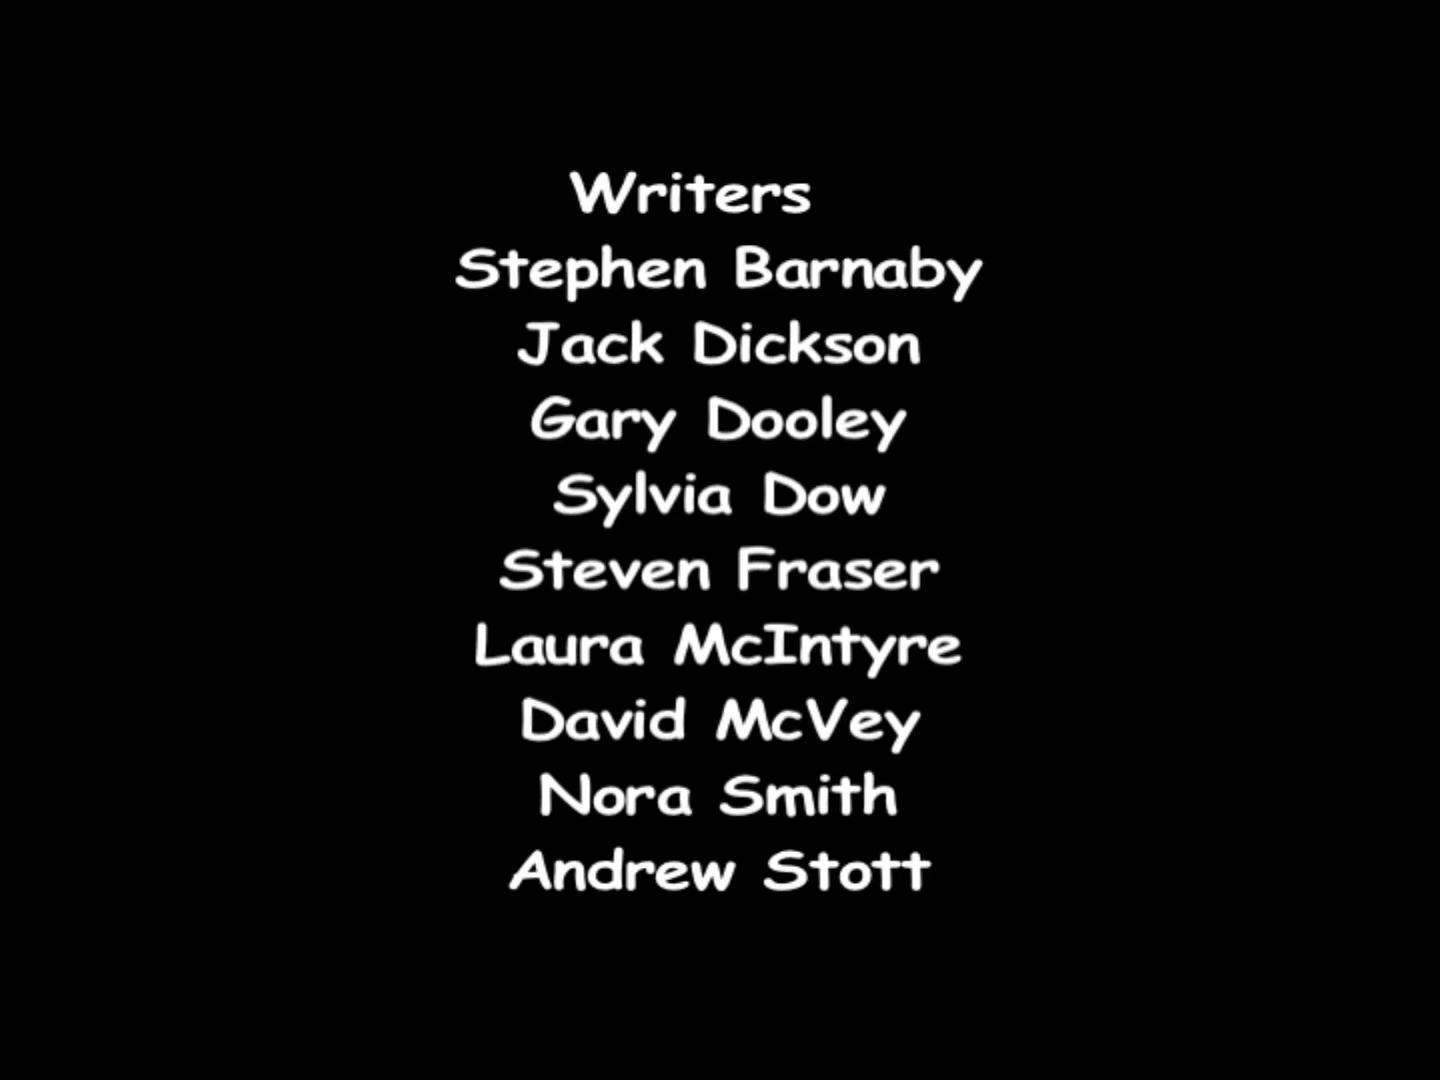 Writers
Stephen Barnaby
Jack Dickson
Gary Dooley
Sylvia Dow
Steven Fraser
Laura McIntyre
David McVey
Nora Smith
Andrew Stott